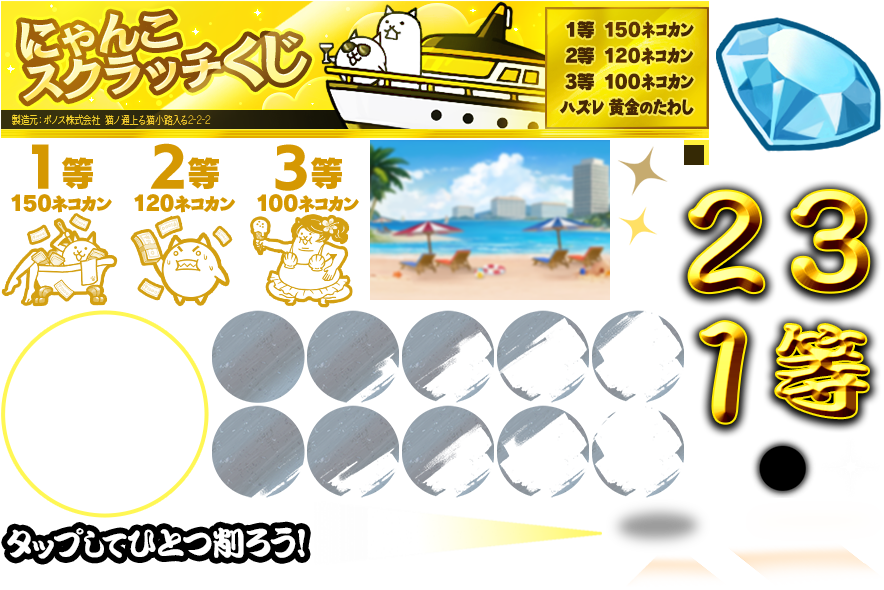 にゃんこ
スクラッチくじ
1等 150ネコカン
2等 120ネコカン
3等 100ネコカン
ハズレ 黄金のたわし
製造元:ポノス株式会社 猫ノ通上る猫小路入る2-2-2
1等
150ネコカン
2等
120ネコカン
3等
100ネコカン
2 3
1 等
タップしてひとつ削ろう!